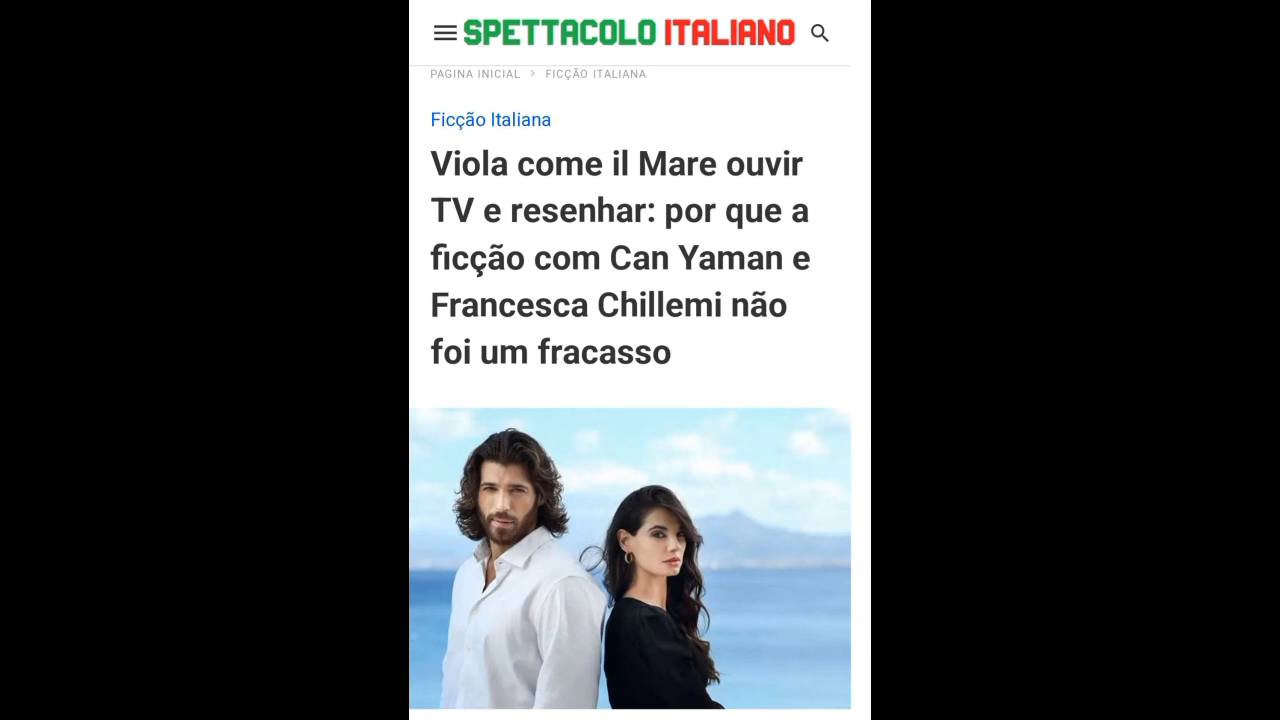 SPETTACOLO ITALIANO
PAGINA INICIAL > FICÇÃO ITALIANA
Ficção Italiana
Viola come il Mare ouvir
TV e resenhar: por que a
ficção com Can Yaman e
Francesca Chillemi não
foi um fracasso